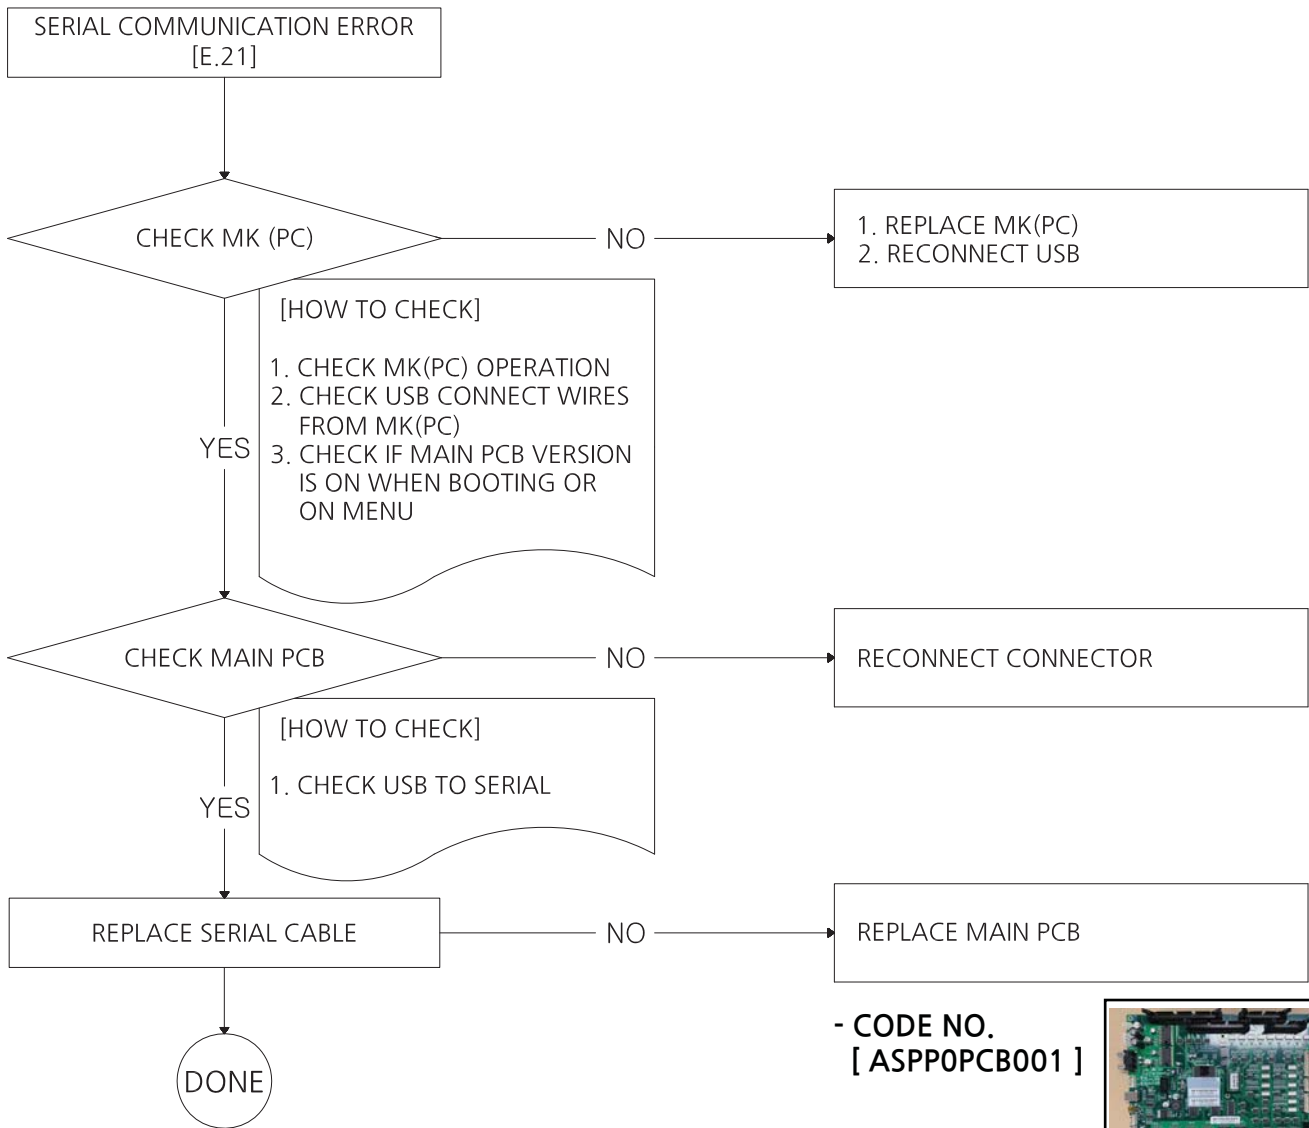 SERIAL COMMUNICATION ERROR
[E.21]
CHECK MK (PC)
NO
1. REPLACE MK(PC)
2. RECONNECT USB
[HOW TO CHECK]
1. CHECK MK(PC) OPERATION
2. CHECK USB CONNECT WIRES
FROM MK(PC)
3. CHECK IF MAIN PCB VERSION
IS ON WHEN BOOTING OR
ON MENU
YES
CHECK MAIN PCB
NO
RECONNECT CONNECTOR
[HOW TO CHECK]
1. CHECK USB TO SERIAL
YES
REPLACE SERIAL CABLE
NO
REPLACE MAIN PCB
- CODE NO.
[ ASPP0PCB001 ]
DONE